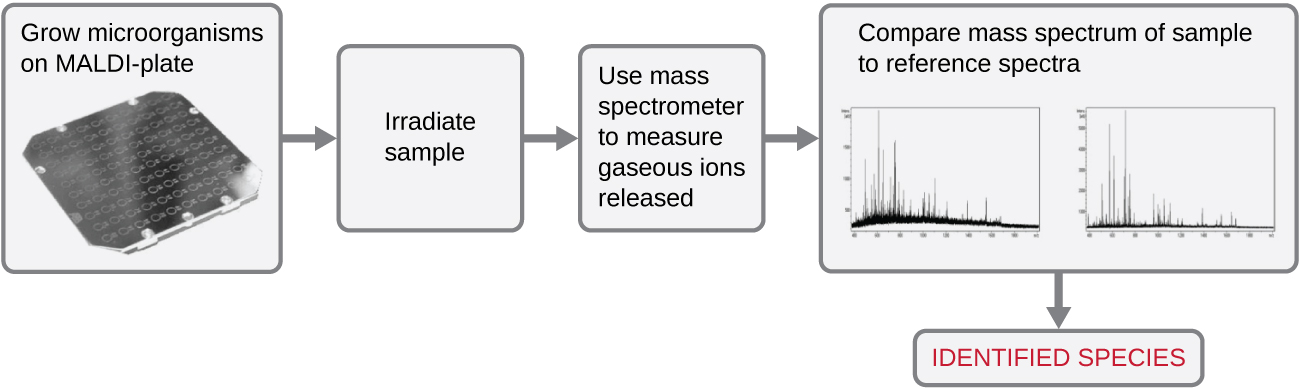 Grow microorganisms
on MALDI-plate
Irradiate
sample
Use mass
spectrometer
to measure
gaseous ions
released
Compare mass spectrum of sample
to reference spectra
IDENTIFIED SPECIES